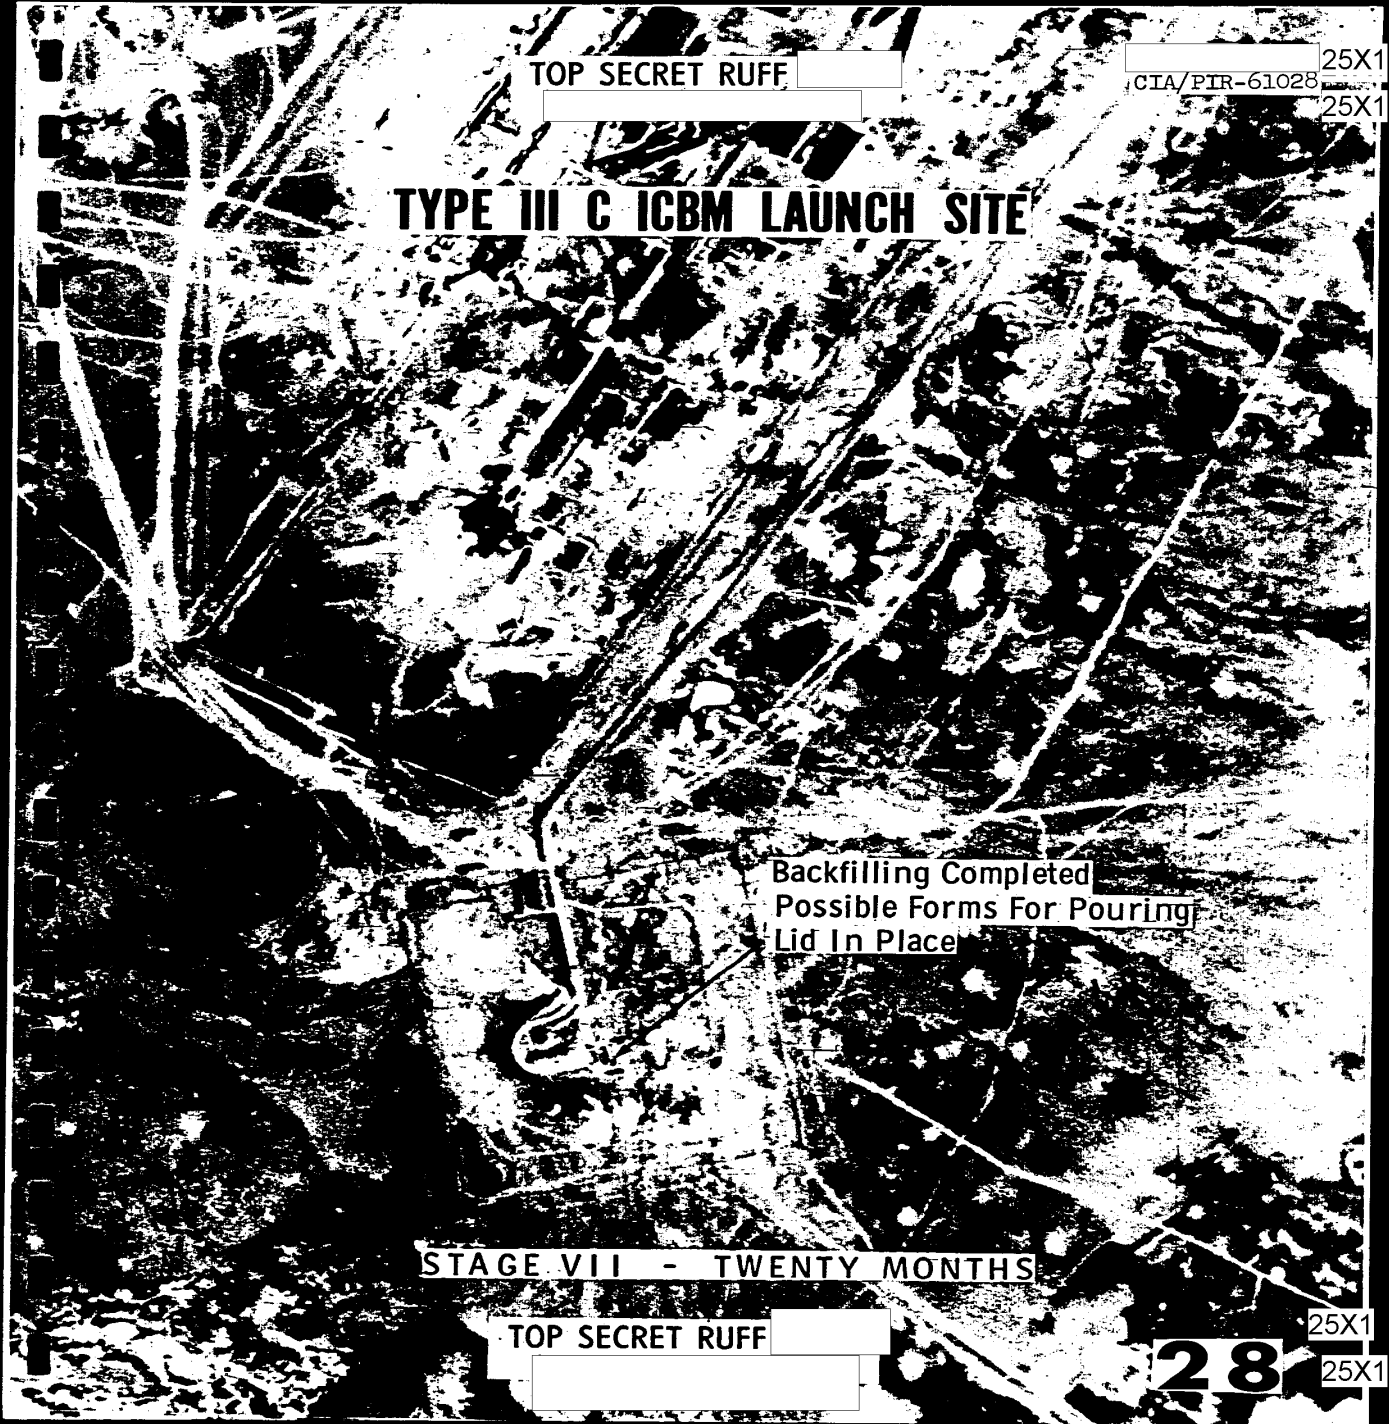 TOP SECRET RUFF
25X1
CIA/PIR-61028
25X1
TYPE III C ICBM LAUNCH SITE
Backfilling Completed
Possible Forms For Pouring
Lid In Place
STAGE VII - TWENTY MONTHS
TOP SECRET RUFF
25X1
28
25X1